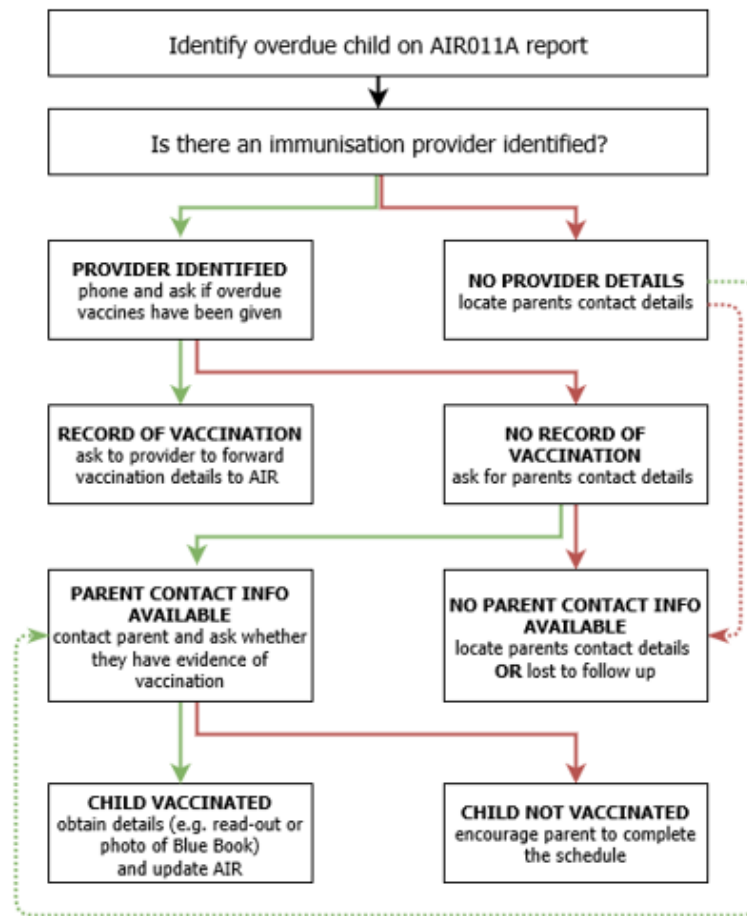 Identify overdue child on AIR011A report
Is there an immunisation provider identified?
PROVIDER IDENTIFIED
phone and ask if overdue
vaccines have been given
NO PROVIDER DETAILS
locate parents contact details
RECORD OF VACCINATION
ask to provider to forward
vaccination details to AIR
NO RECORD OF
VACCINATION
ask for parents contact details
PARENT CONTACT INFO
AVAILABLE
contact parent and ask whether
they have evidence of
vaccination
NO PARENT CONTACT INFO
AVAILABLE
locate parents contact details
OR lost to follow up
CHILD VACCINATED
obtain details (e.g. read-out or
photo of Blue Book)
and update AIR
CHILD NOT VACCINATED
encourage parent to complete
the schedule